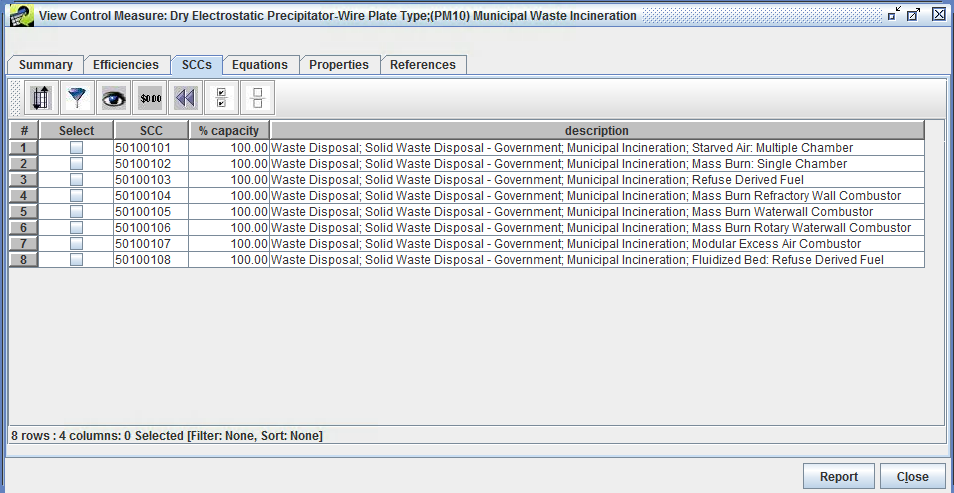 View Control Measure: Dry Electrostatic Precipitator-Wire Plate Type;(PM10) Municipal Waste Incineration
Summary Efficiencies SCCs Equations Properties References
$0.00
# Select SCC % capacity description
1 50100101 100.00 Waste Disposal; Solid Waste Disposal - Government; Municipal Incineration; Starved Air: Multiple Chamber
2 50100102 100.00 Waste Disposal; Solid Waste Disposal - Government; Municipal Incineration; Mass Burn: Single Chamber
3 50100103 100.00 Waste Disposal; Solid Waste Disposal - Government; Municipal Incineration; Refuse Derived Fuel
4 50100104 100.00 Waste Disposal; Solid Waste Disposal - Government; Municipal Incineration; Mass Burn Refractory Wall Combustor
5 50100105 100.00 Waste Disposal; Solid Waste Disposal - Government; Municipal Incineration; Mass Burn Waterwall Combustor
6 50100106 100.00 Waste Disposal; Solid Waste Disposal - Government; Municipal Incineration; Mass Burn Rotary Waterwall Combustor
7 50100107 100.00 Waste Disposal; Solid Waste Disposal - Government; Municipal Incineration; Modular Excess Air Combustor
8 50100108 100.00 Waste Disposal; Solid Waste Disposal - Government; Municipal Incineration; Fluidized Bed: Refuse Derived Fuel
8 rows : 4 columns: 0 Selected [Filter: None, Sort: None]
Report Close